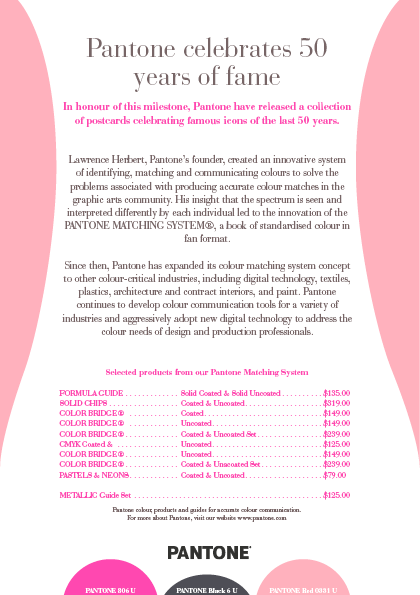 Pantone celebrates 50
years of fame
In honour of this milestone, Pantone have released a collection
of postcards celebrating famous icons of the last 50 years.
Lawrence Herbert, Pantone's founder, created an innovative system
of identifying, matching and communicating colours to solve the
problems associated with producing accurate colour matches in the
graphic arts community. His insight that the spectrum is seen and
interpreted differently by each individual led to the innovation of the
PANTONE MATCHING SYSTEM®, a book of standardised colour in
fan format.
Since then, Pantone has expanded its colour matching system concept
to other colour-critical industries, including digital technology, textiles,
plastics, architecture and contract interiors, and paint. Pantone
continues to develop colour communication tools for a variety of
industries and aggressively adopt new digital technology to address the
colour needs of design and production professionals.
Selected products from our Pantone Matching System
FORMULA GUIDE . . . . . . . . . . . . Solid Coated & Solid Uncoated . . . . . . . . . . $135.00
SOLID CHIPS . . . . . . . . . . . . . . . . Coated & Uncoated . . . . . . . . . . . . . . . . . . . $319.00
COLOR BRIDGE® . . . . . . . . . . . . Coated . . . . . . . . . . . . . . . . . . . . . . . . . . . . . $149.00
COLOR BRIDGE® . . . . . . . . . . . . Uncoated . . . . . . . . . . . . . . . . . . . . . . . . . . . $149.00
COLOR BRIDGE® . . . . . . . . . . . . . Coated & Uncoated Set . . . . . . . . . . . . . . . . $239.00
CMYK Coated & . . . . . . . . . . . . . . Uncoated . . . . . . . . . . . . . . . . . . . . . . . . . . . $125.00
COLOR BRIDGE® . . . . . . . . . . . . . Uncoated . . . . . . . . . . . . . . . . . . . . . . . . . . . $149.00
COLOR BRIDGE® . . . . . . . . . . . . . Coated & Unacoated Set . . . . . . . . . . . . . . . $239.00
PASTELS & NEONS . . . . . . . . . . . Coated & Uncoated . . . . . . . . . . . . . . . . . . . $79.00
METALLIC Guide Set . . . . . . . . . . . . . . . . . . . . . . . . . . . . . . . . . . . . . . . . . . . . $125.00
Pantone colour, products and guides for accurate colour communication.
For more about Pantone, visit our website www.pantone.com
PANTONE®
PANTONE 806 U
PANTONE Black 6 U
PANTONE Red 0331 U